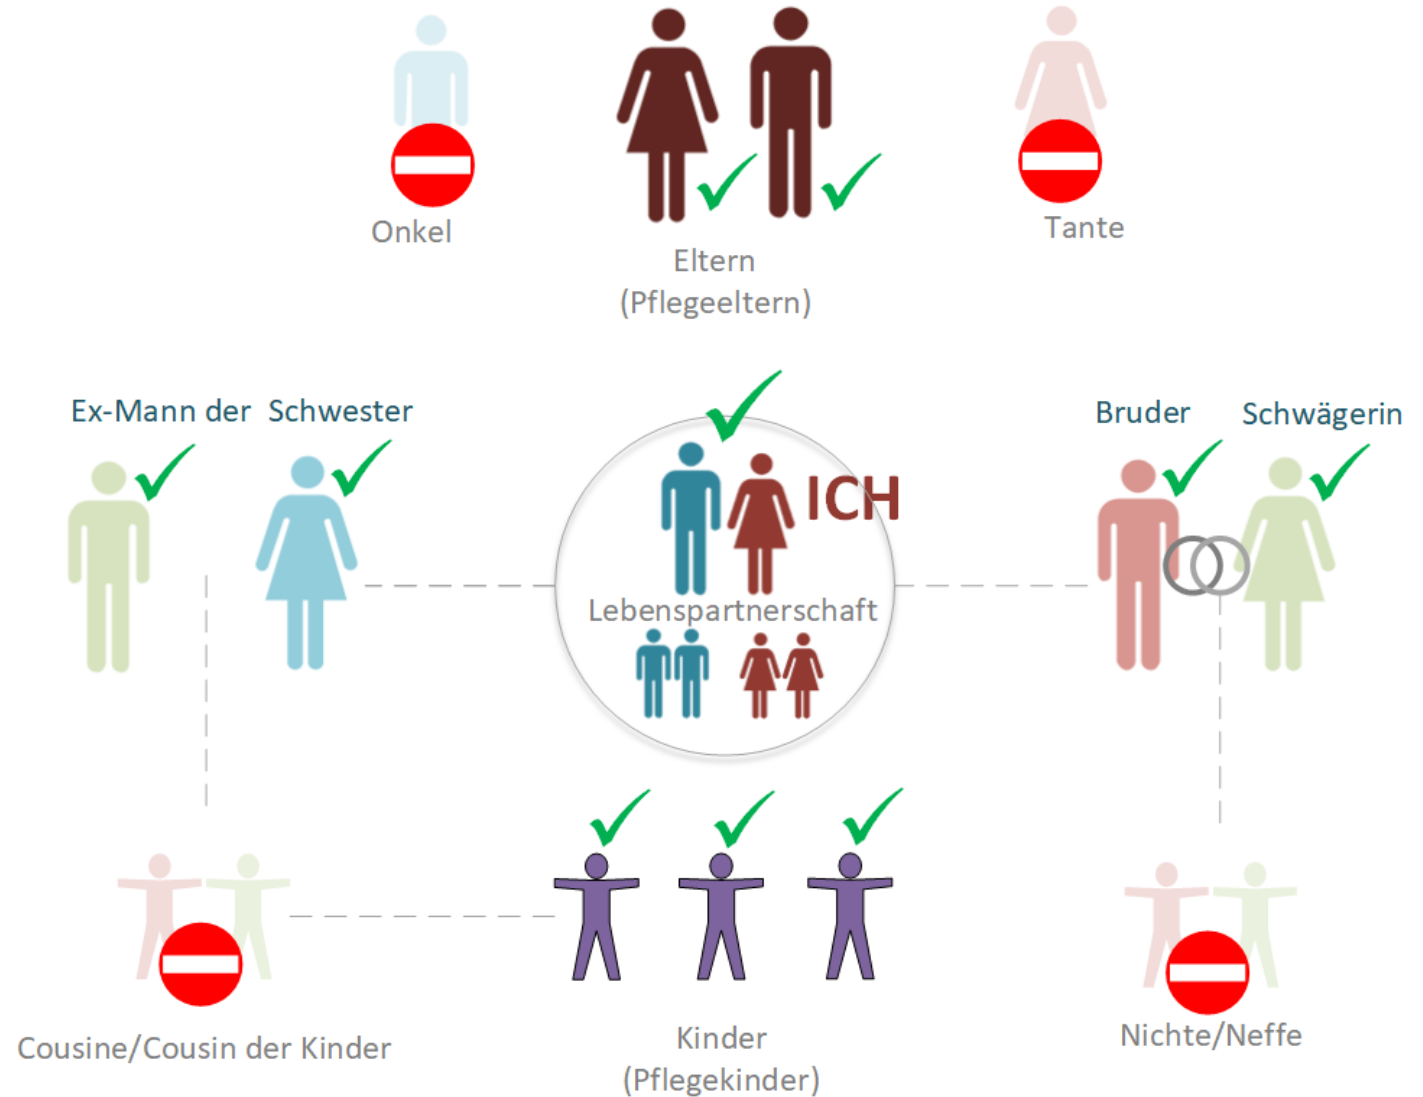 Onkel
Tante
Eltern
(Pflegeeltern)
Ex-Mann der Schwester
Bruder
Schwägerin
ICH
Lebenspartnerschaft
Cousine/Cousin der Kinder
Kinder
(Pflegekinder)
Nichte/Neffe